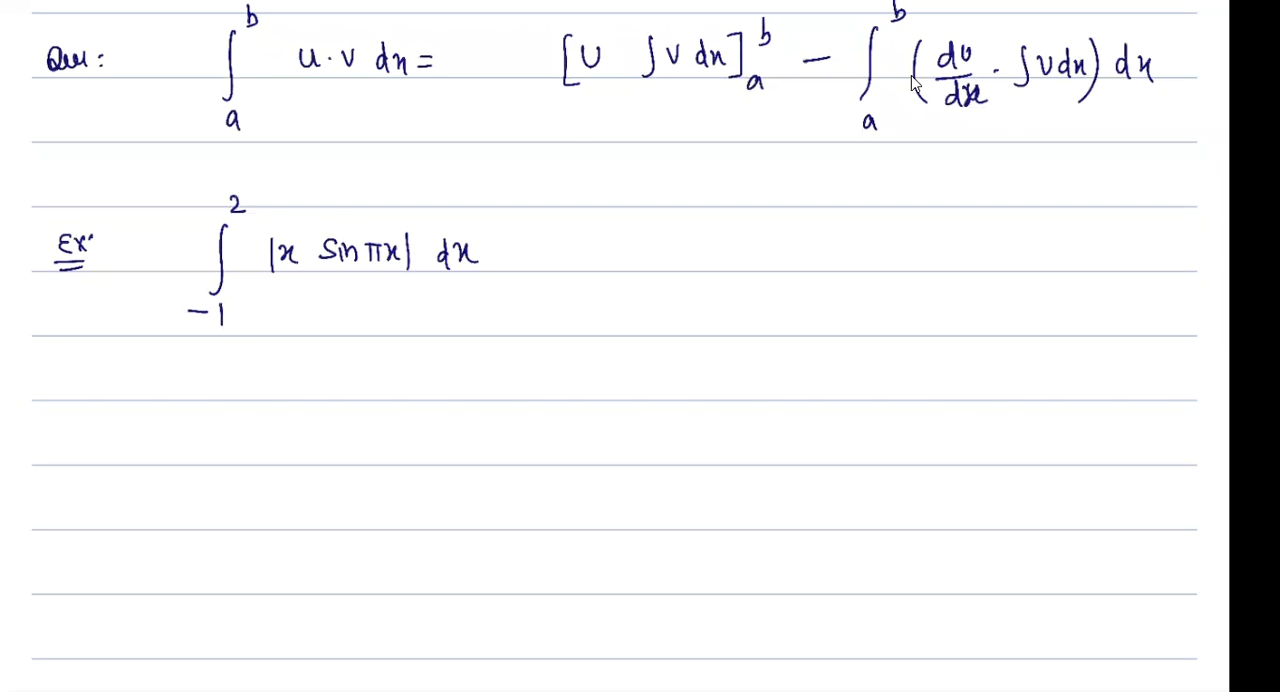 Que: ∫_a^b u·v dx = [u ∫v dx]_a^b − ∫_a^b (du/dx · ∫v dx) dx
Ex. ∫_{-1}^2 |x sin πx| dx